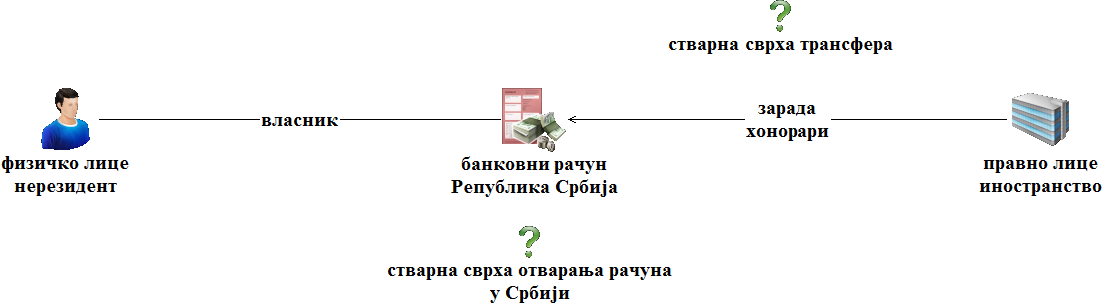 стварна сврха трансфера
власник
зарада
хонорари
физичко лице
нерезидент
банковни рачун
Република Србија
правно лице
иностранство
стварна сврха отварања рачуна
у Србији